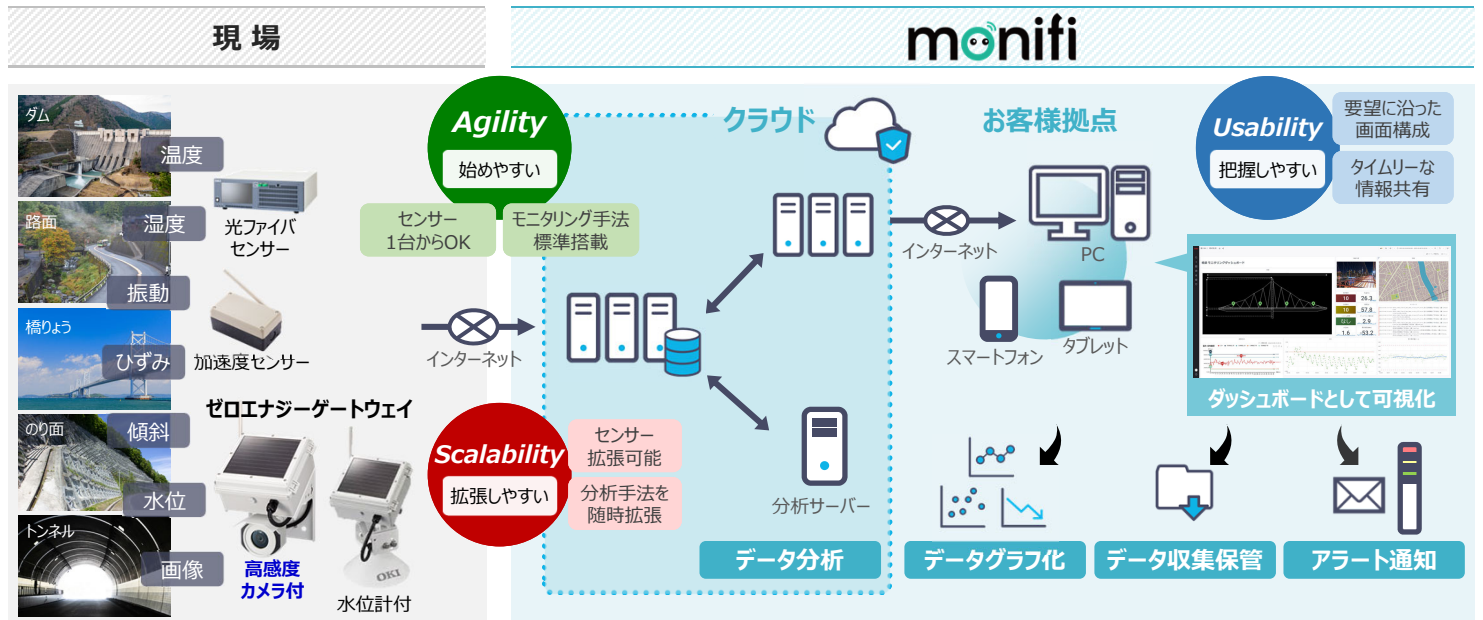 現場
monifi
ダム
温度
路面
湿度
振動
橋りょう
ひずみ
のり面
傾斜
水位
トンネル
画像
光ファイバ
センサー
加速度センサー
ゼロエナジーゲートウェイ
高感度
カメラ付
OKI
水位計付
Agility
始めやすい
センサー
1台からOK
モニタリング手法
標準搭載
インターネット
Scalability
拡張しやすい
センサー
拡張可能
分析手法を
随時拡張
クラウド
分析サーバー
データ分析
インターネット
お客様拠点
PC
スマートフォン
タブレット
Usability
把握しやすい
要望に沿った
画面構成
タイムリーな
情報共有
10
26.3
10
57.8
2.9
1.6
-53.2
ダッシュボードとして可視化
データグラフ化
データ収集保管
アラート通知